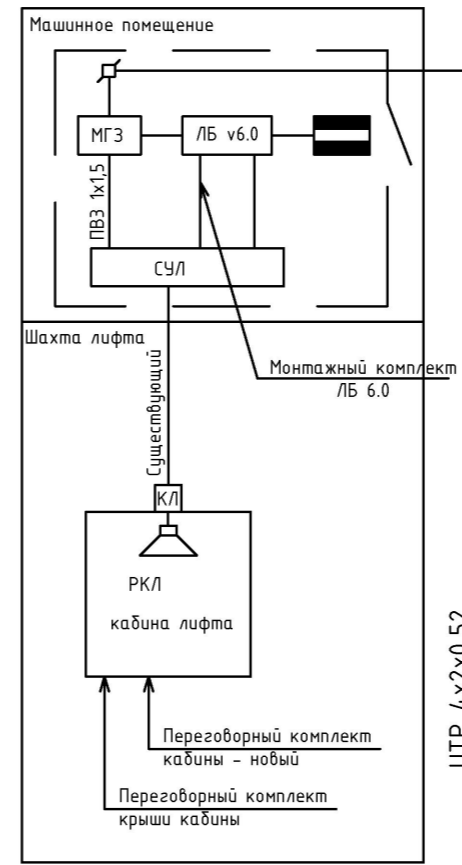 Машинное помещение
МГЗ
ЛБ v6.0
ПВЗ 1x1,5
СУЛ
Шахта лифта
Существующий
Монтажный комплект
ЛБ 6.0
КЛ
РКЛ
кабина лифта
Переговорный комплект
кабины - новый
Переговорный комплект
крыши кабины
UTP 4x2x0,52